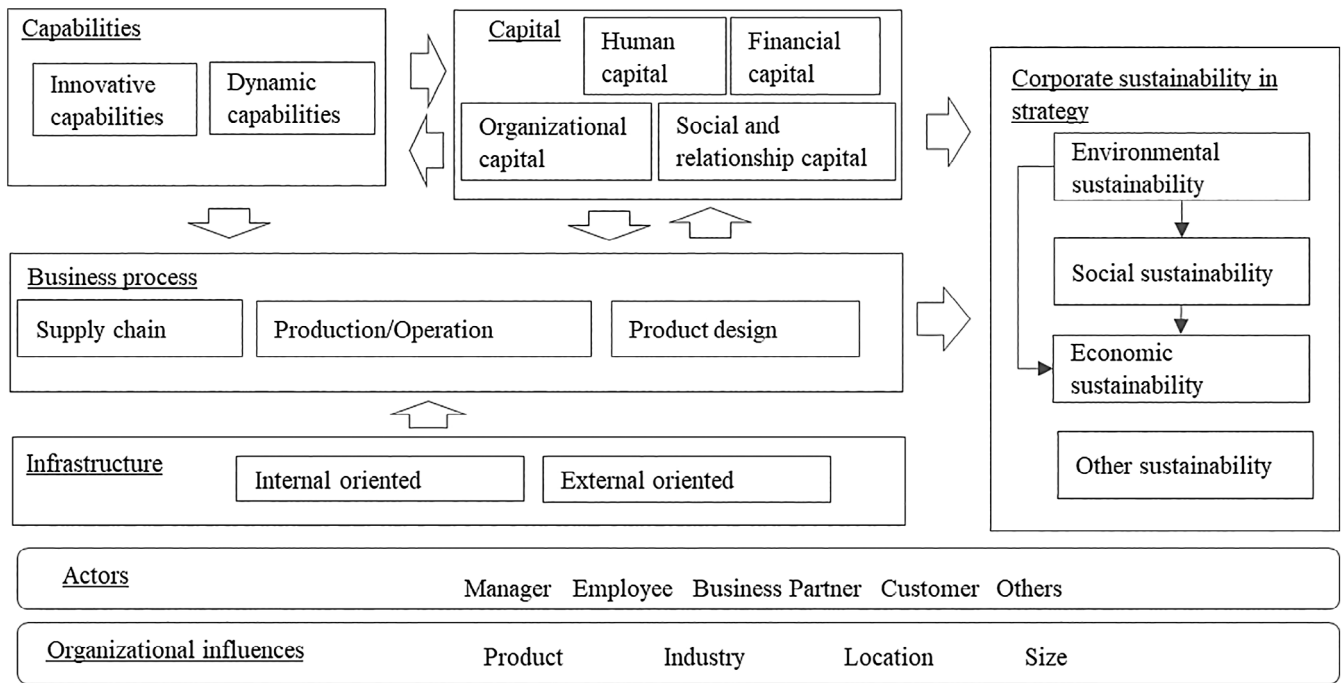 Capabilities
Innovative
capabilities
Dynamic
capabilities
Capital
Human
capital
Financial
capital
Organizational
capital
Social and
relationship capital
Corporate sustainability in
strategy
Environmental
sustainability
Social sustainability
Economic
sustainability
Other sustainability
Business process
Supply chain
Production/Operation
Product design
Infrastructure
Internal oriented
External oriented
Actors
Manager Employee Business Partner Customer Others
Organizational influences
Product Industry Location Size